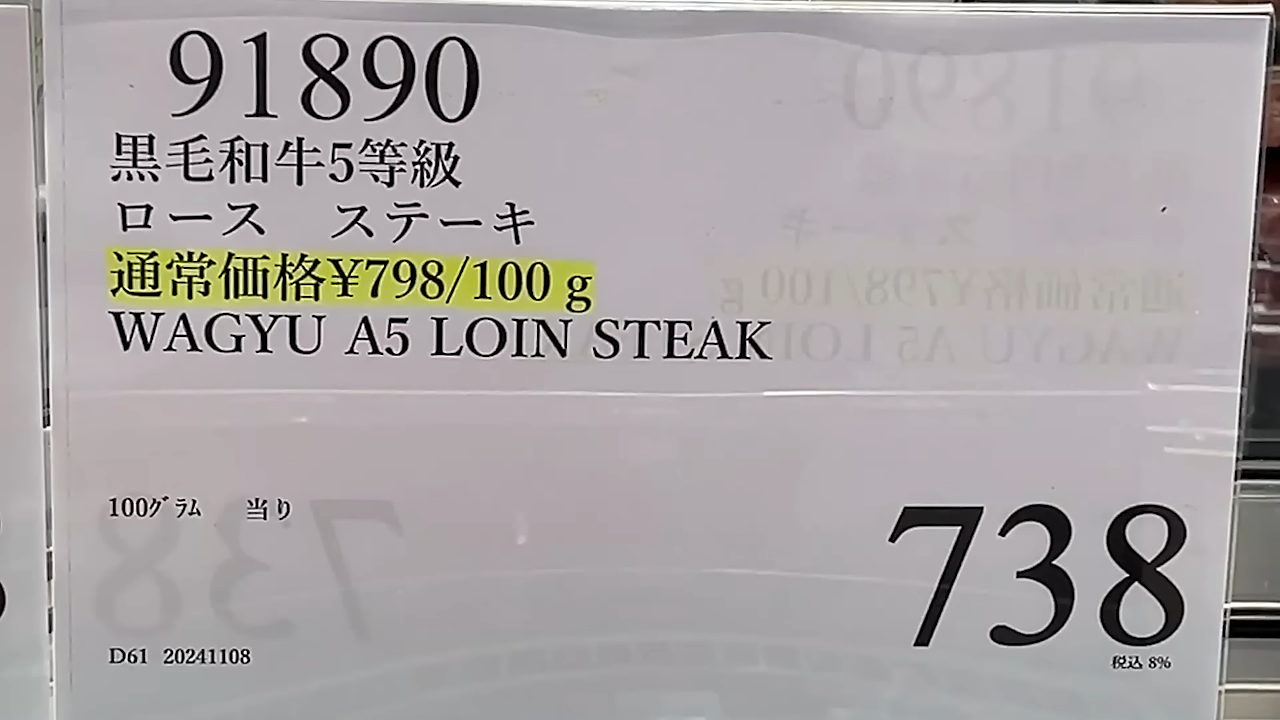 91890
黒毛和牛5等級
ロース　ステーキ
通常価格¥798/100 g
WAGYU A5 LOIN STEAK
100ｸﾞﾗﾑ　当り
738
税込 8%
D61 20241108